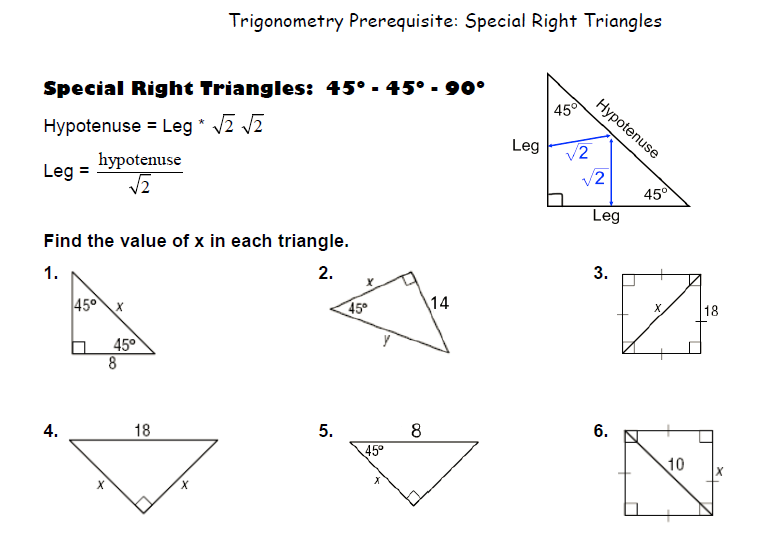 Trigonometry Prerequisite: Special Right Triangles
Special Right Triangles: 45° - 45° - 90°
Hypotenuse = Leg * √2 √2
Leg = hypotenuse / √2
45°
Hypotenuse
Leg
√2
√2
45°
Leg
Find the value of x in each triangle.
1.
45°
x
45°
8
2.
x
45°
14
y
3.
x
18
4.
18
x
x
5.
8
45°
x
6.
10
x